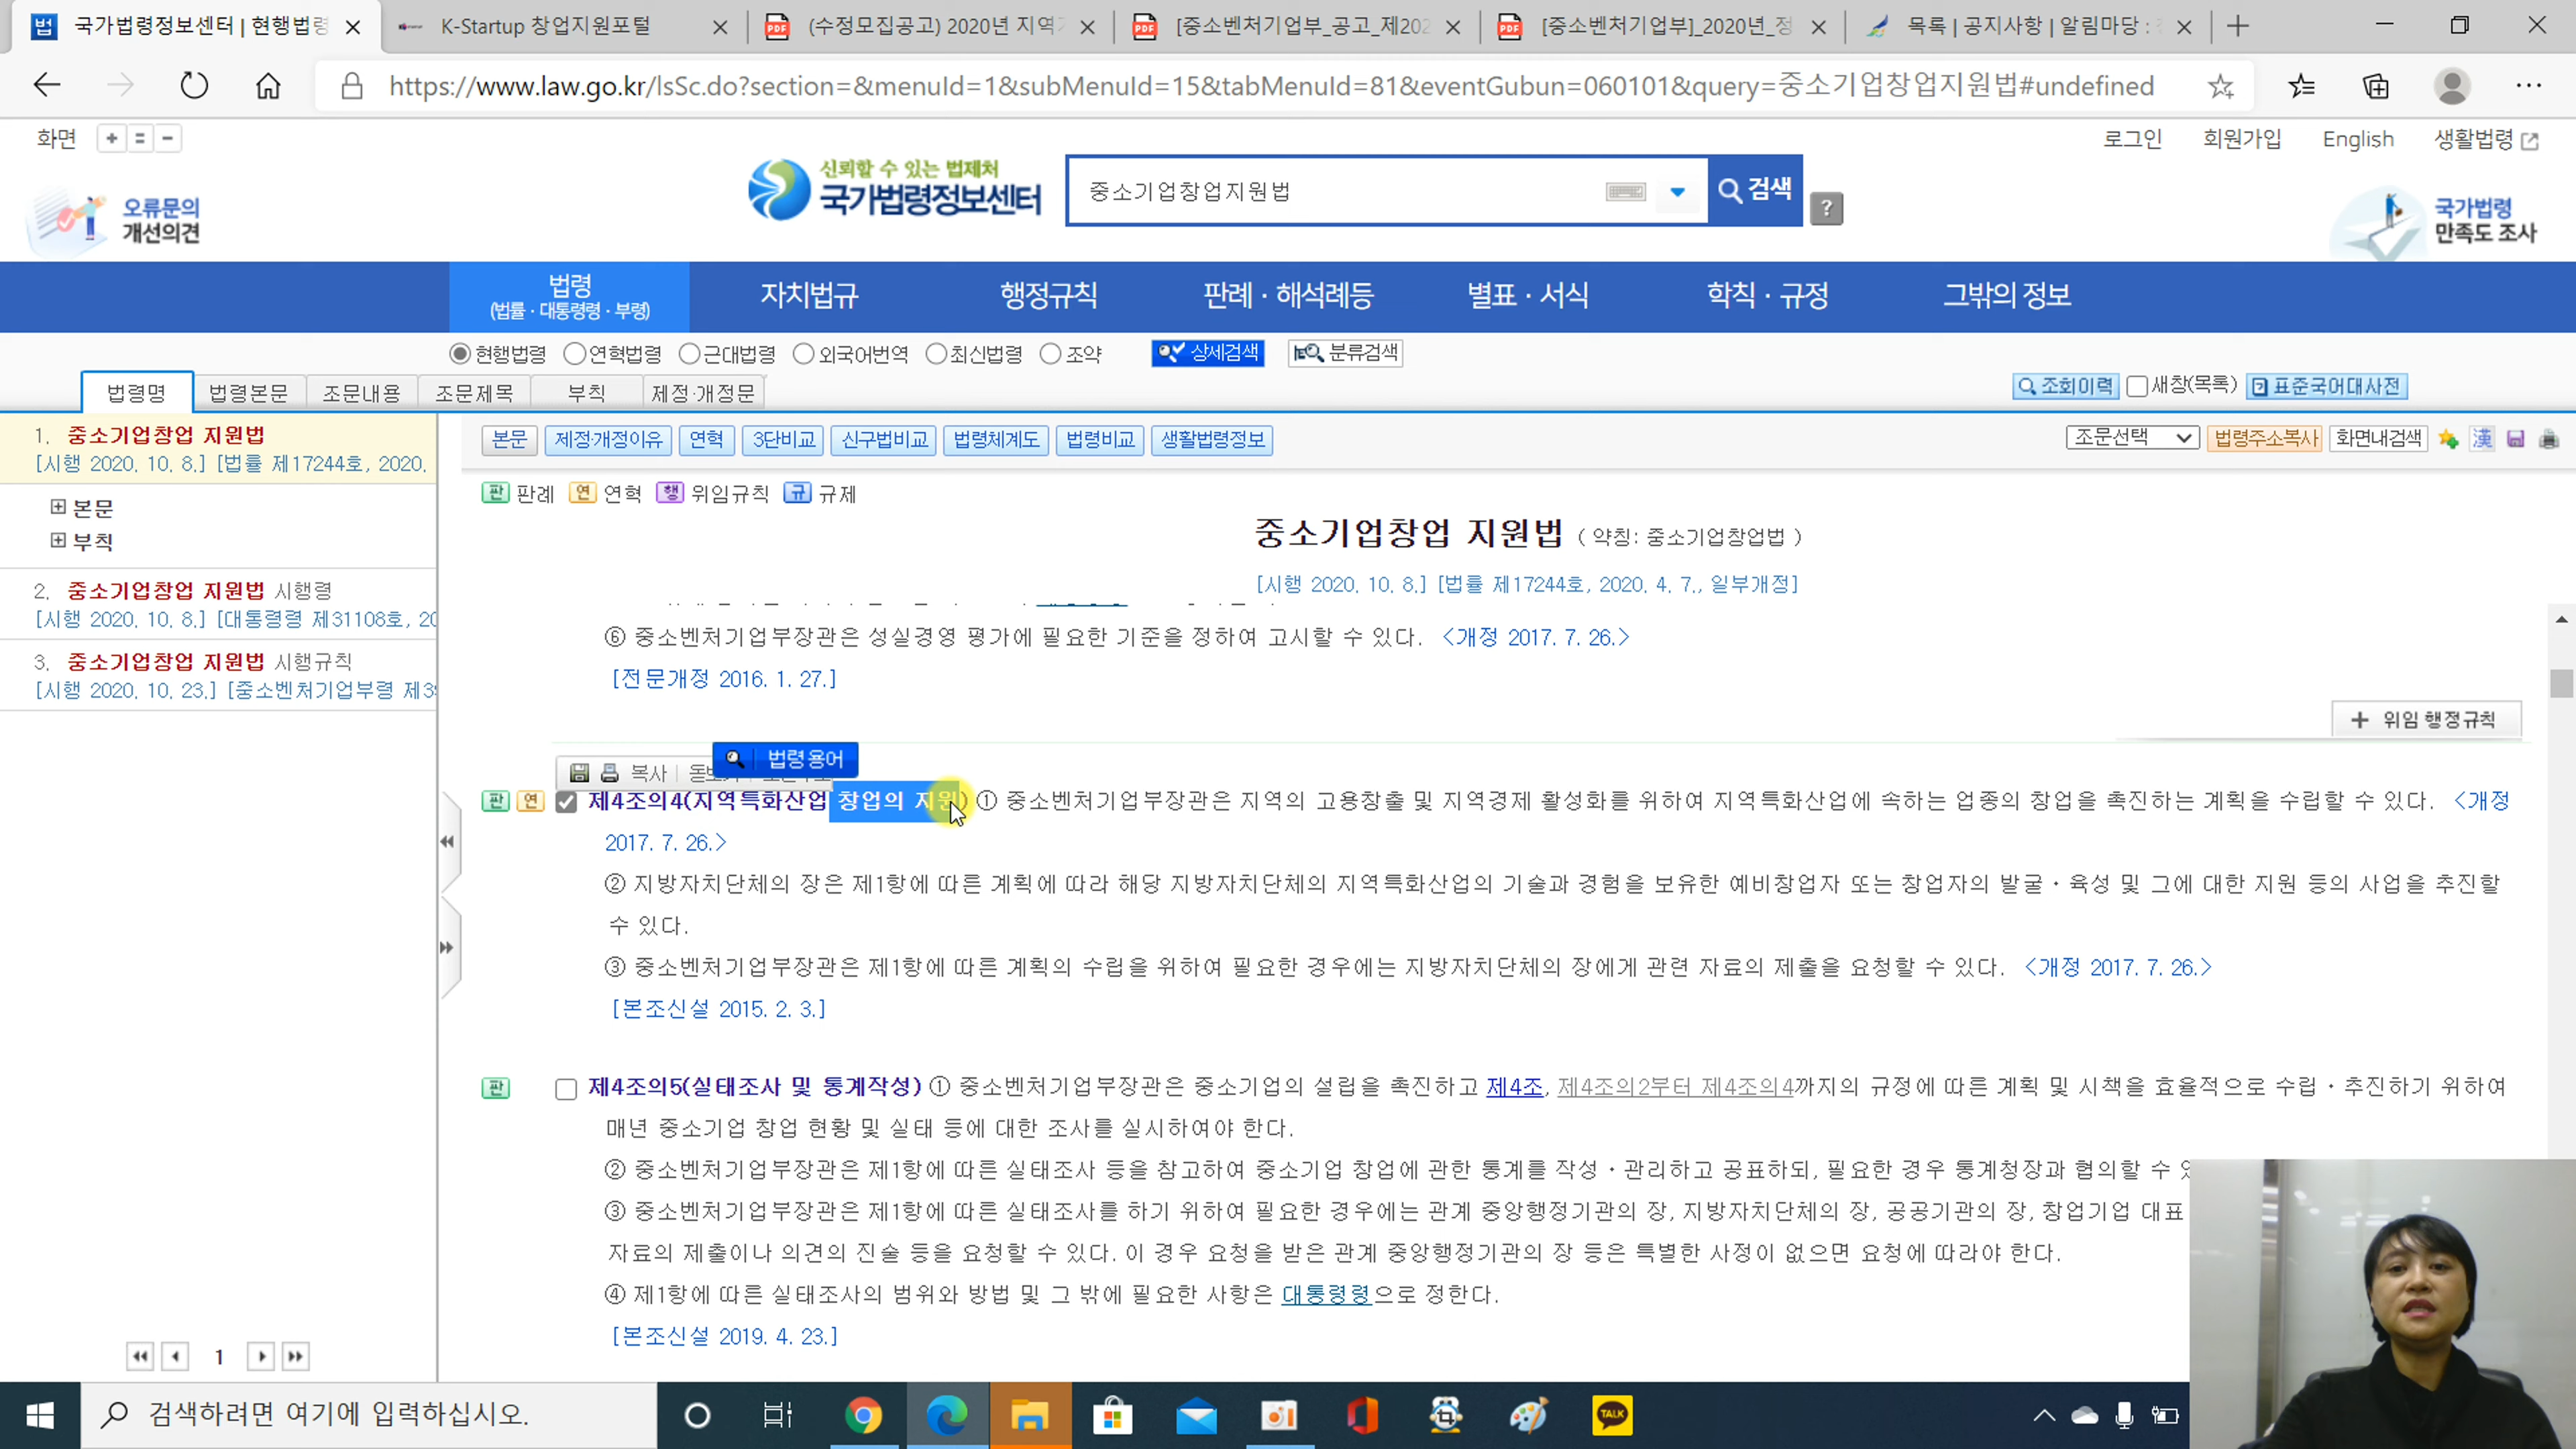 국가법령정보센터 | 현행법령
K-Startup 창업지원포털
(수정모집공고) 2020년 지역
[중소벤처기업부_공고_제202
[중소벤처기업부]_2020년_정
목록 | 공지사항 | 알림마당 :
https://www.law.go.kr/lsSc.do?section=&menuId=1&subMenuId=15&tabMenuId=81&eventGubun=060101&query=중소기업창업지원법#undefined
화면
로그인 회원가입 English 생활법령
오류문의
개선의견
신뢰할 수 있는 법제처
국가법령정보센터
중소기업창업지원법
검색
?
국가법령
만족도 조사
법령
(법률 · 대통령령 · 부령)
자치법규 행정규칙 판례 · 해석례등 별표 · 서식 학칙 · 규정 그밖의 정보
현행법령 연혁법령 근대법령 외국어번역 최신법령 조약 상세검색 분류검색
법령명 법령본문 조문내용 조문제목 부칙 제정·개정문
조회이력 새창(목록) 표준국어대사전
1. 중소기업창업 지원법
[시행 2020. 10. 8.] [법률 제17244호, 2020.
본문
부칙
2. 중소기업창업 지원법 시행령
[시행 2020. 10. 8.] [대통령령 제31108호, 20
3. 중소기업창업 지원법 시행규칙
[시행 2020. 10. 23.] [중소벤처기업부령 제3
1
본문 제정·개정이유 연혁 3단비교 신구법비교 법령체계도 법령비교 생활법령정보
조문선택 법령주소복사 화면내검색 漢
판 판례 연 연혁 행 위임규칙 규 규제
중소기업창업 지원법 ( 약칭: 중소기업창업법 )
[시행 2020. 10. 8.] [법률 제17244호, 2020. 4. 7., 일부개정]
⑥ 중소벤처기업부장관은 성실경영 평가에 필요한 기준을 정하여 고시할 수 있다. <개정 2017. 7. 26.>
[전문개정 2016. 1. 27.]
위임 행정규칙
법령용어
복사
판 연 제4조의4(지역특화산업 창업의 지원) ① 중소벤처기업부장관은 지역의 고용창출 및 지역경제 활성화를 위하여 지역특화산업에 속하는 업종의 창업을 촉진하는 계획을 수립할 수 있다. <개정
2017. 7. 26.>
② 지방자치단체의 장은 제1항에 따른 계획에 따라 해당 지방자치단체의 지역특화산업의 기술과 경험을 보유한 예비창업자 또는 창업자의 발굴ㆍ육성 및 그에 대한 지원 등의 사업을 추진할
수 있다.
③ 중소벤처기업부장관은 제1항에 따른 계획의 수립을 위하여 필요한 경우에는 지방자치단체의 장에게 관련 자료의 제출을 요청할 수 있다. <개정 2017. 7. 26.>
[본조신설 2015. 2. 3.]
판 제4조의5(실태조사 및 통계작성) ① 중소벤처기업부장관은 중소기업의 설립을 촉진하고 제4조, 제4조의2부터 제4조의4까지의 규정에 따른 계획 및 시책을 효율적으로 수립ㆍ추진하기 위하여
매년 중소기업 창업 현황 및 실태 등에 대한 조사를 실시하여야 한다.
② 중소벤처기업부장관은 제1항에 따른 실태조사 등을 참고하여 중소기업 창업에 관한 통계를 작성ㆍ관리하고 공표하되, 필요한 경우 통계청장과 협의할 수
③ 중소벤처기업부장관은 제1항에 따른 실태조사를 하기 위하여 필요한 경우에는 관계 중앙행정기관의 장, 지방자치단체의 장, 공공기관의 장, 창업기업 대표
자료의 제출이나 의견의 진술 등을 요청할 수 있다. 이 경우 요청을 받은 관계 중앙행정기관의 장 등은 특별한 사정이 없으면 요청에 따라야 한다.
④ 제1항에 따른 실태조사의 범위와 방법 및 그 밖에 필요한 사항은 대통령령으로 정한다.
[본조신설 2019. 4. 23.]
검색하려면 여기에 입력하십시오.
TALK